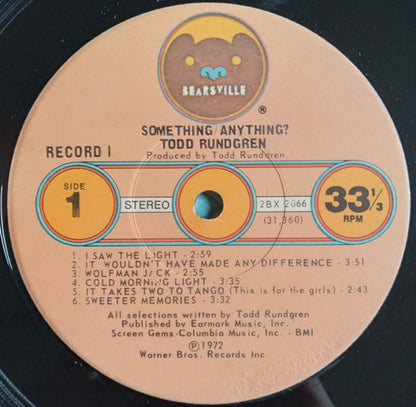 BEARSVILLE
®
SOMETHING/ANYTHING?
TODD RUNDGREN
RECORD I
Produced by Todd Rundgren
SIDE
1
STEREO
2BX 2066
(31,360)
33 1/3
RPM
1. I SAW THE LIGHT - 2:59
2. IT WOULDN'T HAVE MADE ANY DIFFERENCE - 3:51
3. WOLFMAN JACK - 2:55
4. COLD MORNING LIGHT - 3:35
5. IT TAKES TWO TO TANGO (This is for the girls) - 2:43
6. SWEETER MEMORIES - 3:32
All selections written by Todd Rundgren
Published by Earmark Music, Inc.
Screen Gems-Columbia Music, Inc. - BMI
℗1972
Warner Bros. Records Inc.